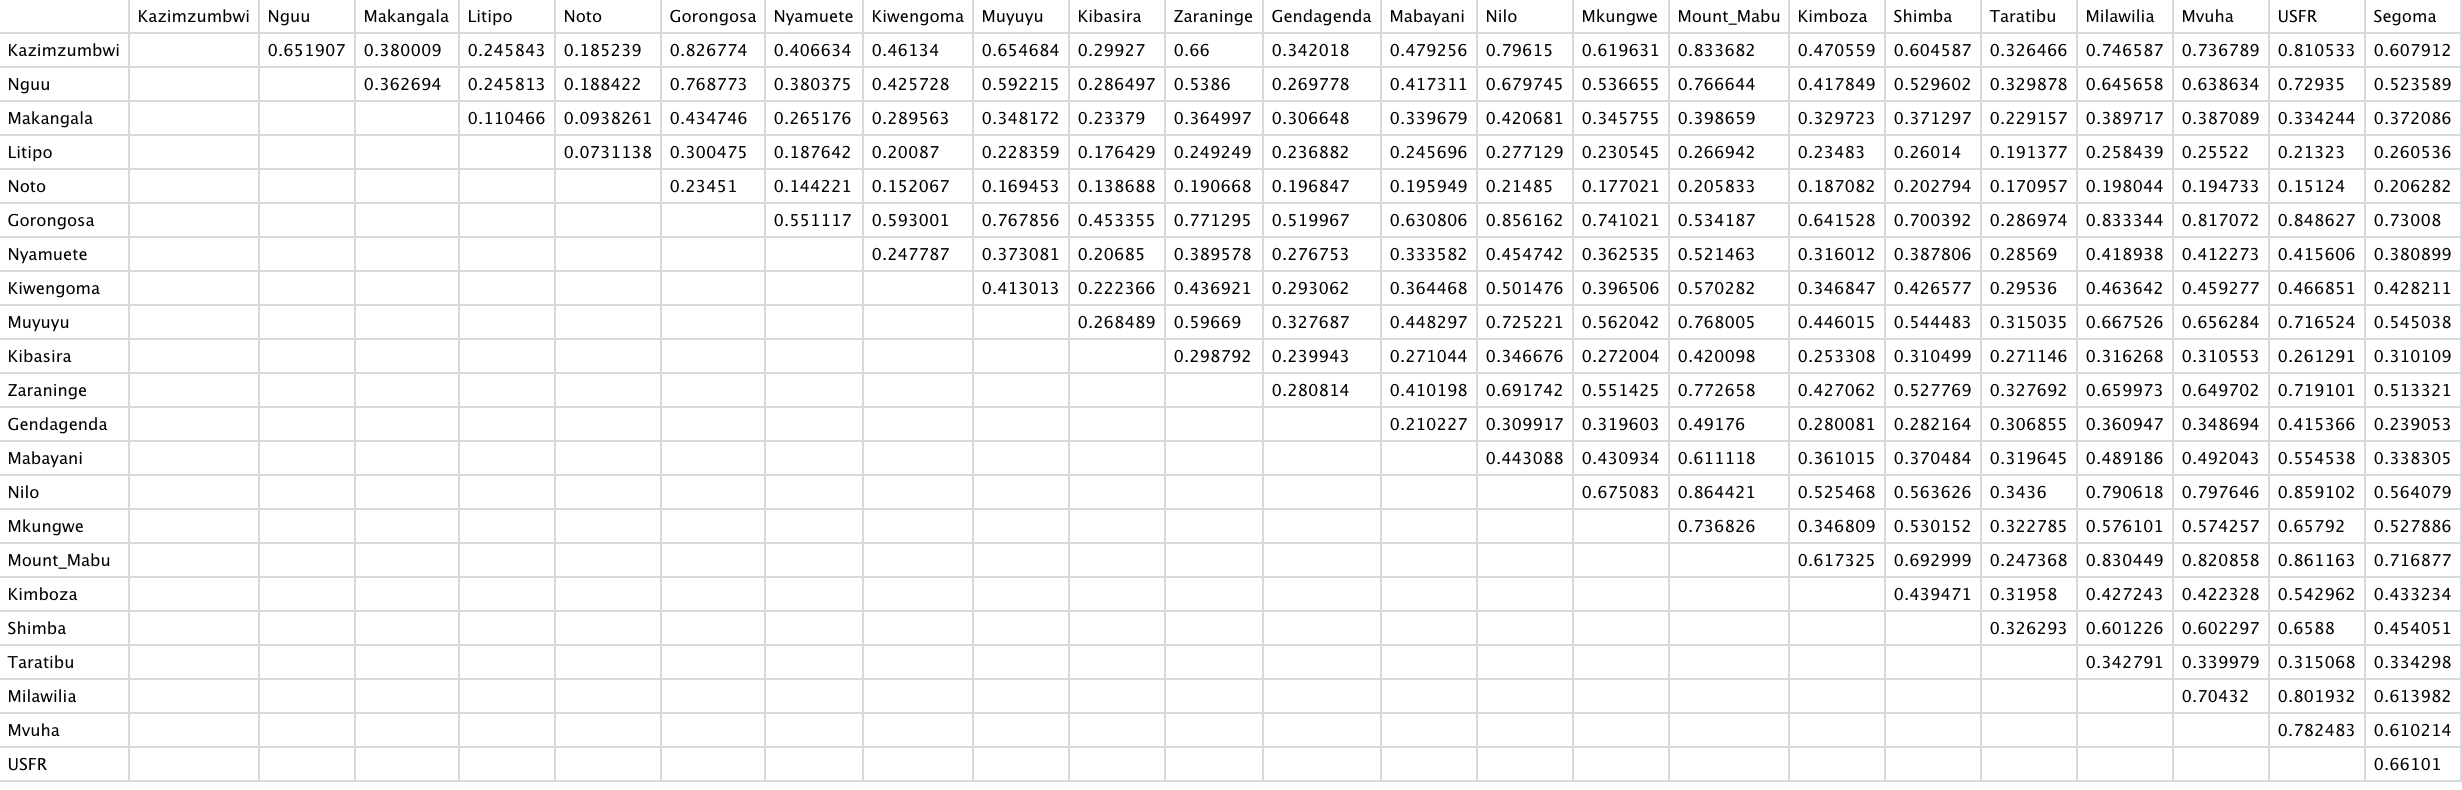 Kazimzumbwi Nguu Makangala Litipo Noto Gorongosa Nyamuete Kiwengoma Muyuyu Kibasira Zaraninge Gendagenda Mabayani Nilo Mkungwe Mount_Mabu Kimboza Shimba Taratibu Milawilia Mvuha USFR Segoma
Kazimzumbwi 0.651907 0.380009 0.245843 0.185239 0.826774 0.406634 0.46134 0.654684 0.29927 0.66 0.342018 0.479256 0.79615 0.619631 0.833682 0.470559 0.604587 0.326466 0.746587 0.736789 0.810533 0.607912
Nguu 0.362694 0.245813 0.188422 0.768773 0.380375 0.425728 0.592215 0.286497 0.5386 0.269778 0.417311 0.679745 0.536655 0.766644 0.417849 0.529602 0.329878 0.645658 0.638634 0.72935 0.523589
Makangala 0.110466 0.0938261 0.434746 0.265176 0.289563 0.348172 0.23379 0.364997 0.306648 0.339679 0.420681 0.345755 0.398659 0.329723 0.371297 0.229157 0.389717 0.387089 0.334244 0.372086
Litipo 0.0731138 0.300475 0.187642 0.20087 0.228359 0.176429 0.249249 0.236882 0.245696 0.277129 0.230545 0.266942 0.23483 0.26014 0.191377 0.258439 0.25522 0.21323 0.260536
Noto 0.23451 0.144221 0.152067 0.169453 0.138688 0.190668 0.196847 0.195949 0.21485 0.177021 0.205833 0.187082 0.202794 0.170957 0.198044 0.194733 0.15124 0.206282
Gorongosa 0.551117 0.593001 0.767856 0.453355 0.771295 0.519967 0.630806 0.856162 0.741021 0.534187 0.641528 0.700392 0.286974 0.833344 0.817072 0.848627 0.73008
Nyamuete 0.247787 0.373081 0.20685 0.389578 0.276753 0.333582 0.454742 0.362535 0.521463 0.316012 0.387806 0.28569 0.418938 0.412273 0.415606 0.380899
Kiwengoma 0.413013 0.222366 0.436921 0.293062 0.364468 0.501476 0.396506 0.570282 0.346847 0.426577 0.29536 0.463642 0.459277 0.466851 0.428211
Muyuyu 0.268489 0.59669 0.327687 0.448297 0.725221 0.562042 0.768005 0.446015 0.544483 0.315035 0.667526 0.656284 0.716524 0.545038
Kibasira 0.298792 0.239943 0.271044 0.346676 0.272004 0.420098 0.253308 0.310499 0.271146 0.316268 0.310553 0.261291 0.310109
Zaraninge 0.280814 0.410198 0.691742 0.551425 0.772658 0.427062 0.527769 0.327692 0.659973 0.649702 0.719101 0.513321
Gendagenda 0.210227 0.309917 0.319603 0.49176 0.280081 0.282164 0.306855 0.360947 0.348694 0.415366 0.239053
Mabayani 0.443088 0.430934 0.611118 0.361015 0.370484 0.319645 0.489186 0.492043 0.554538 0.338305
Nilo 0.675083 0.864421 0.525468 0.563626 0.3436 0.790618 0.797646 0.859102 0.564079
Mkungwe 0.736826 0.346809 0.530152 0.322785 0.576101 0.574257 0.65792 0.527886
Mount_Mabu 0.617325 0.692999 0.247368 0.830449 0.820858 0.861163 0.716877
Kimboza 0.439471 0.31958 0.427243 0.422328 0.542962 0.433234
Shimba 0.326293 0.601226 0.602297 0.6588 0.454051
Taratibu 0.342791 0.339979 0.315068 0.334298
Milawilia 0.70432 0.801932 0.613982
Mvuha 0.782483 0.610214
USFR 0.66101